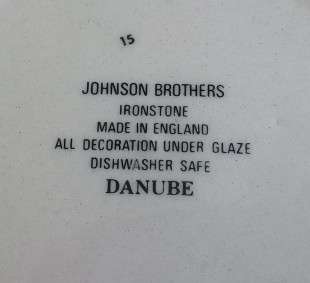 15
JOHNSON BROTHERS
IRONSTONE
MADE IN ENGLAND
ALL DECORATION UNDER GLAZE
DISHWASHER SAFE
DANUBE